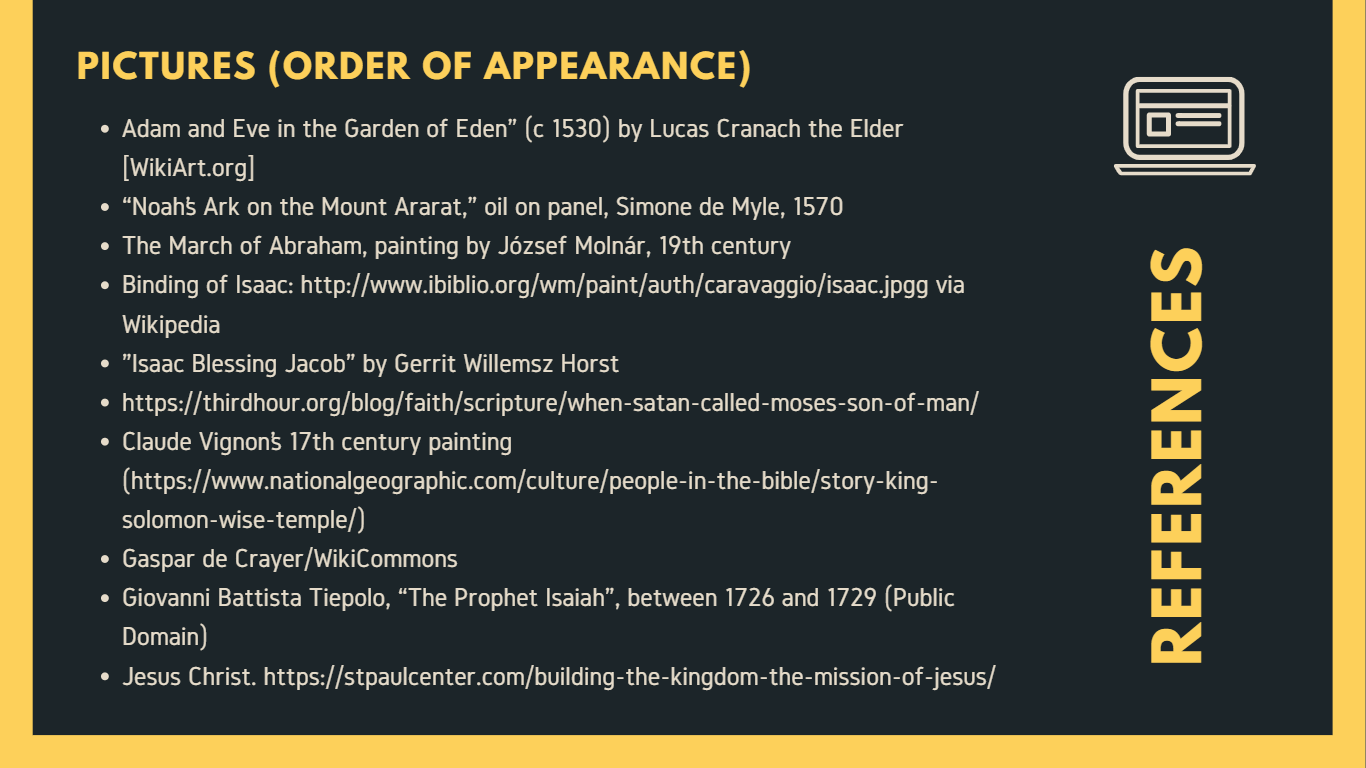 PICTURES (ORDER OF APPEARANCE)
• Adam and Eve in the Garden of Eden” (c 1530) by Lucas Cranach the Elder
[WikiArt.org]
• “Noah's Ark on the Mount Ararat,” oil on panel, Simone de Myle, 1570
• The March of Abraham, painting by József Molnár, 19th century
• Binding of Isaac: http://www.ibiblio.org/wm/paint/auth/caravaggio/isaac.jpgg via
Wikipedia
• ”Isaac Blessing Jacob” by Gerrit Willemsz Horst
• https://thirdhour.org/blog/faith/scripture/when-satan-called-moses-son-of-man/
• Claude Vignon's 17th century painting
(https://www.nationalgeographic.com/culture/people-in-the-bible/story-king-
solomon-wise-temple/)
• Gaspar de Crayer/WikiCommons
• Giovanni Battista Tiepolo, “The Prophet Isaiah”, between 1726 and 1729 (Public
Domain)
• Jesus Christ. https://stpaulcenter.com/building-the-kingdom-the-mission-of-jesus/
REFERENCES